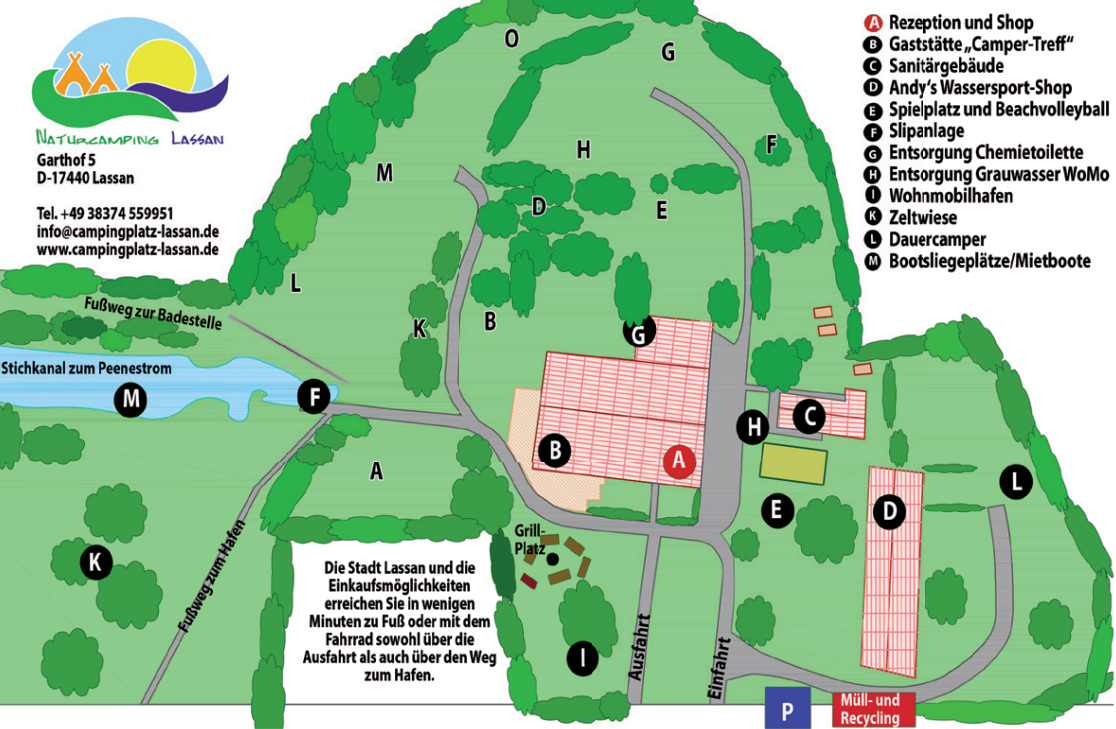 NATURCAMPING LASSAN
Garthof 5
D-17440 Lassan
Tel. +49 38374 559951
info@campingplatz-lassan.de
www.campingplatz-lassan.de
A Rezeption und Shop
B Gaststätte „Camper-Treff“
C Sanitärgebäude
D Andy's Wassersport-Shop
E Spielplatz und Beachvolleyball
F Slipanlage
G Entsorgung Chemietoilette
H Entsorgung Grauwasser WoMo
I Wohnmobilhafen
K Zeltwiese
L Dauercamper
M Bootsliegeplätze/Mietboote
O
G
F
H
M
D
E
L
Fußweg zur Badestelle
K
B
G
Stichkanal zum Peenestrom
M
F
C
H
B
A
A
L
E
D
Grill-
Platz
K
Fußweg zum Hafen
Die Stadt Lassan und die
Einkaufsmöglichkeiten
erreichen Sie in wenigen
Minuten zu Fuß oder mit dem
Fahrrad sowohl über die
Ausfahrt als auch über den Weg
zum Hafen.
I
Ausfahrt
Einfahrt
P
Müll- und
Recycling